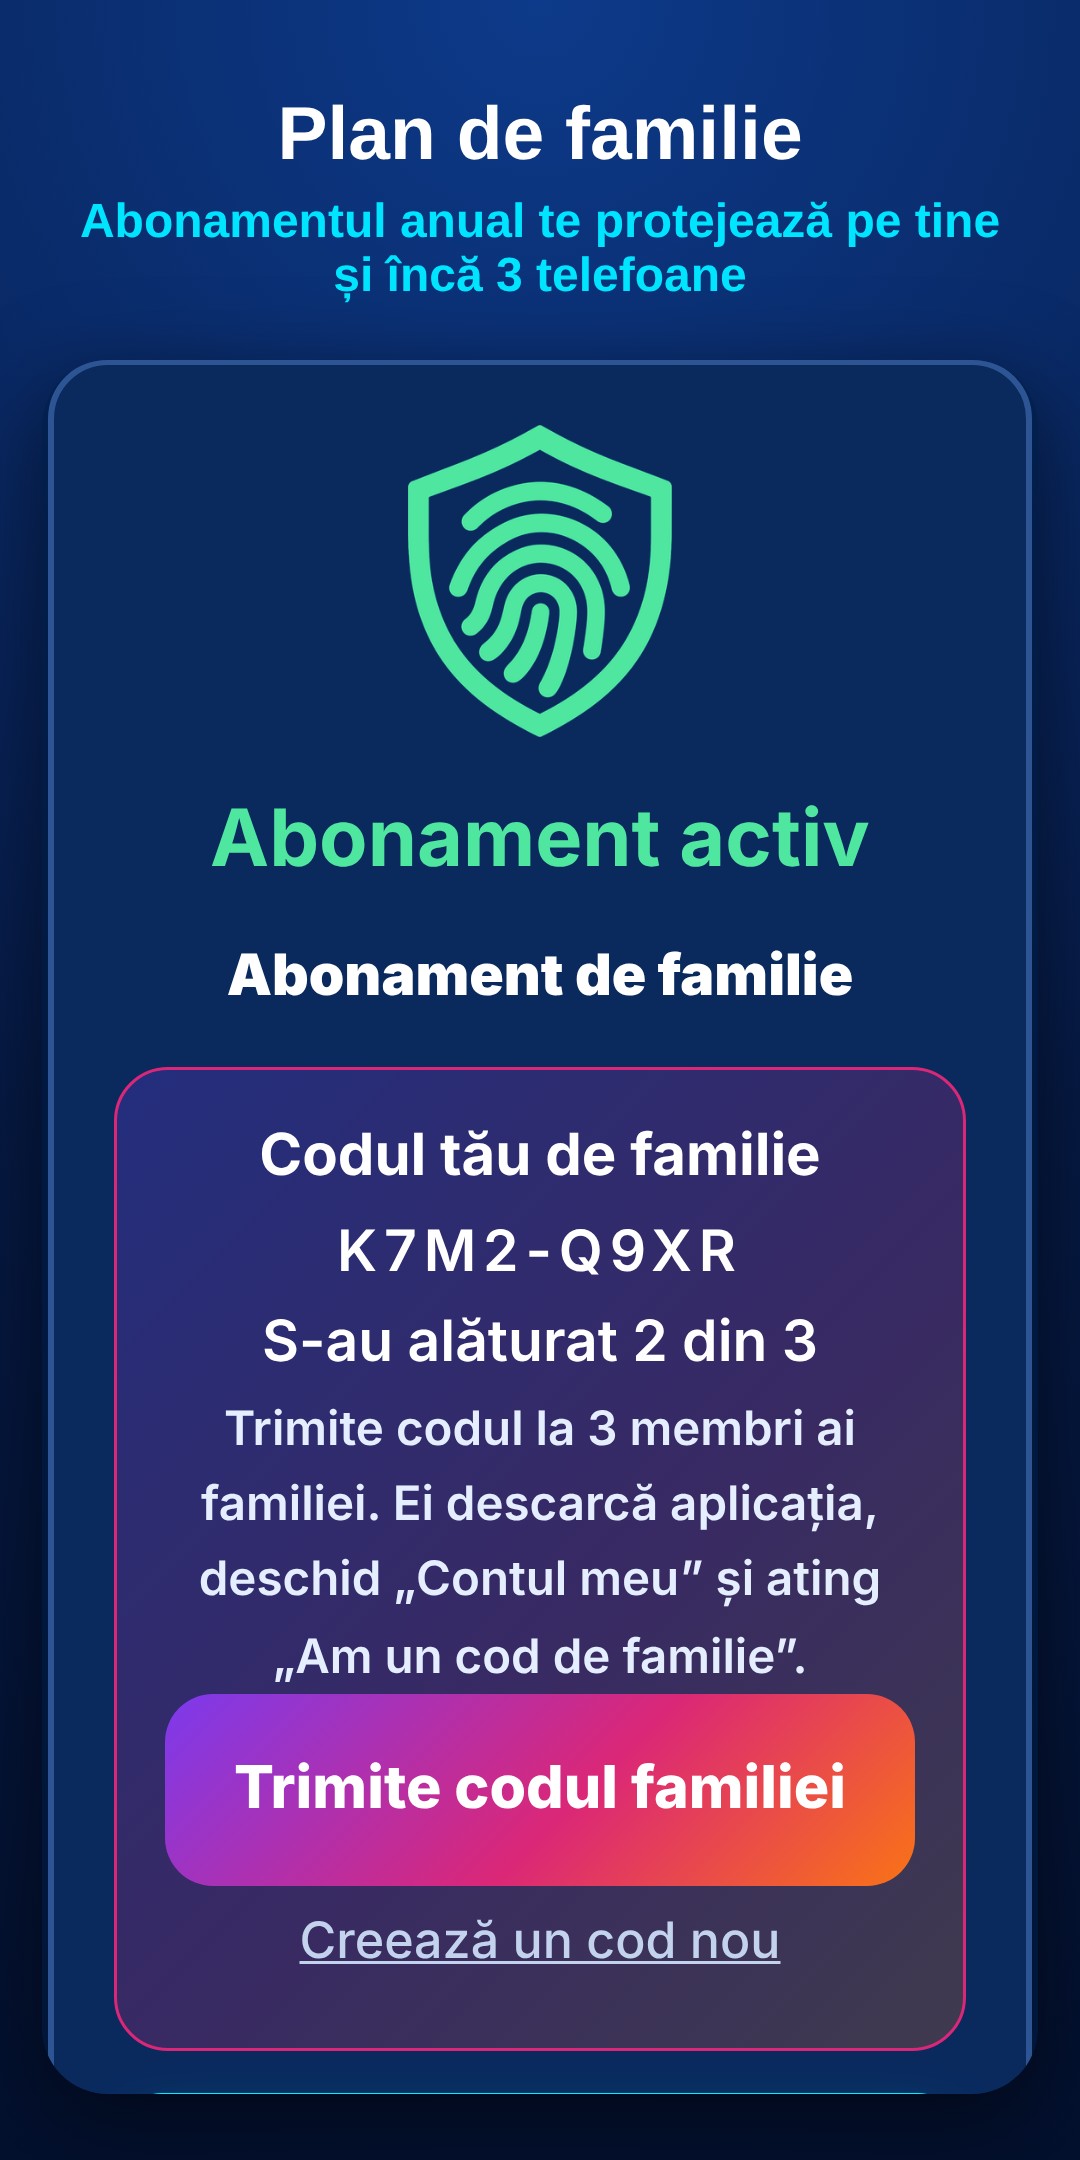 Plan de familie
Abonamentul anual te protejează pe tine
și încă 3 telefoane
Abonament activ
Abonament de familie
Codul tău de familie
K7M2-Q9XR
S-au alăturat 2 din 3
Trimite codul la 3 membri ai
familiei. Ei descarcă aplicația,
deschid „Contul meu” și ating
„Am un cod de familie”.
Trimite codul familiei
Creează un cod nou